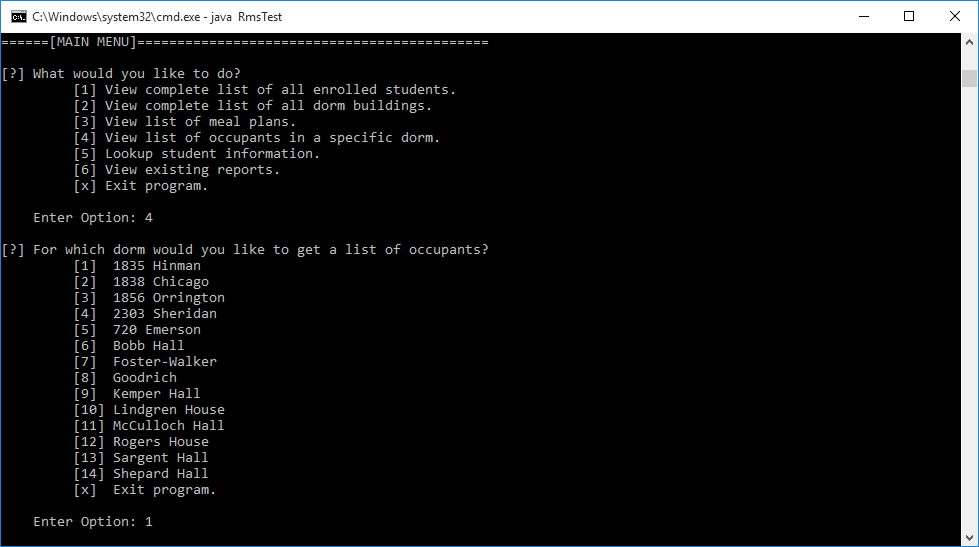 C:\Windows\system32\cmd.exe - java  RmsTest
======[MAIN MENU]============================================
[?] What would you like to do?
[1] View complete list of all enrolled students.
[2] View complete list of all dorm buildings.
[3] View list of meal plans.
[4] View list of occupants in a specific dorm.
[5] Lookup student information.
[6] View existing reports.
[x] Exit program.
Enter Option: 4
[?] For which dorm would you like to get a list of occupants?
[1]  1835 Hinman
[2]  1838 Chicago
[3]  1856 Orrington
[4]  2303 Sheridan
[5]  720 Emerson
[6]  Bobb Hall
[7]  Foster-Walker
[8]  Goodrich
[9]  Kemper Hall
[10] Lindgren House
[11] McCulloch Hall
[12] Rogers House
[13] Sargent Hall
[14] Shepard Hall
[x]  Exit program.
Enter Option: 1